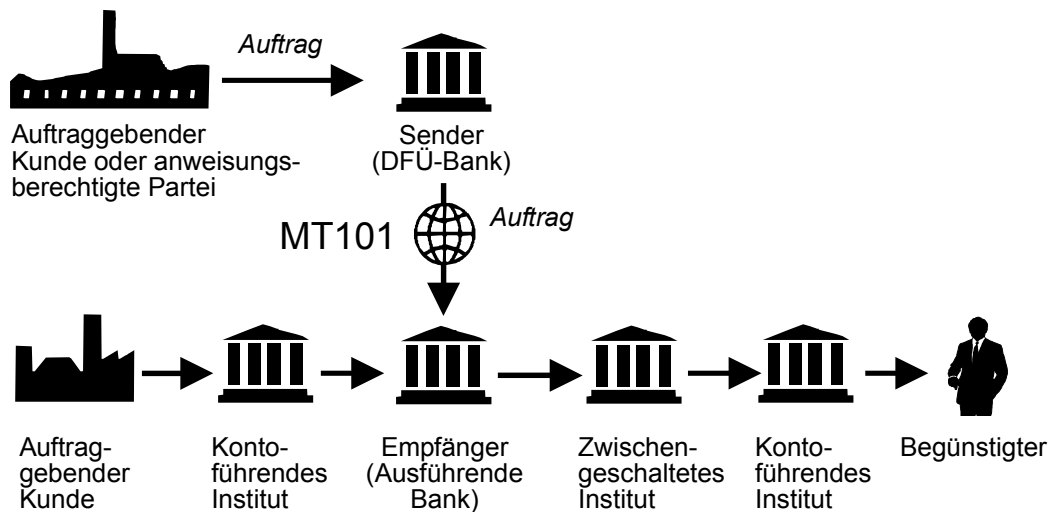 Auftrag
Auftraggebender
Kunde oder anweisungs-
berechtigte Partei
Sender
(DFÜ-Bank)
MT101
Auftrag
Auftrag-
gebender
Kunde
Konto-
führendes
Institut
Empfänger
(Ausführende
Bank)
Zwischen-
geschaltetes
Institut
Konto-
führendes
Institut
Begünstigter